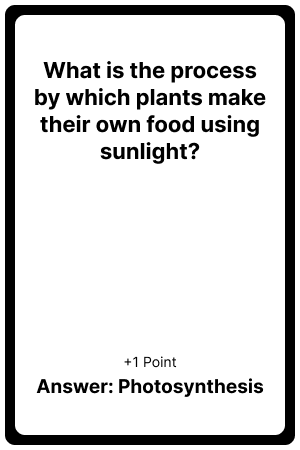 What is the process
by which plants make
their own food using
sunlight?
+1 Point
Answer: Photosynthesis